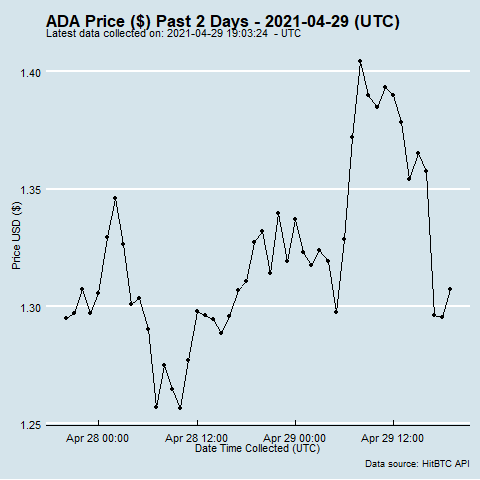 ADA Price ($) Past 2 Days - 2021-04-29 (UTC)
Latest data collected on: 2021-04-29 19:03:24 - UTC
1.40
1.35
1.30
1.25
Price USD ($)
Apr 28 00:00 Apr 28 12:00 Apr 29 00:00 Apr 29 12:00
Date Time Collected (UTC)
Data source: HitBTC API